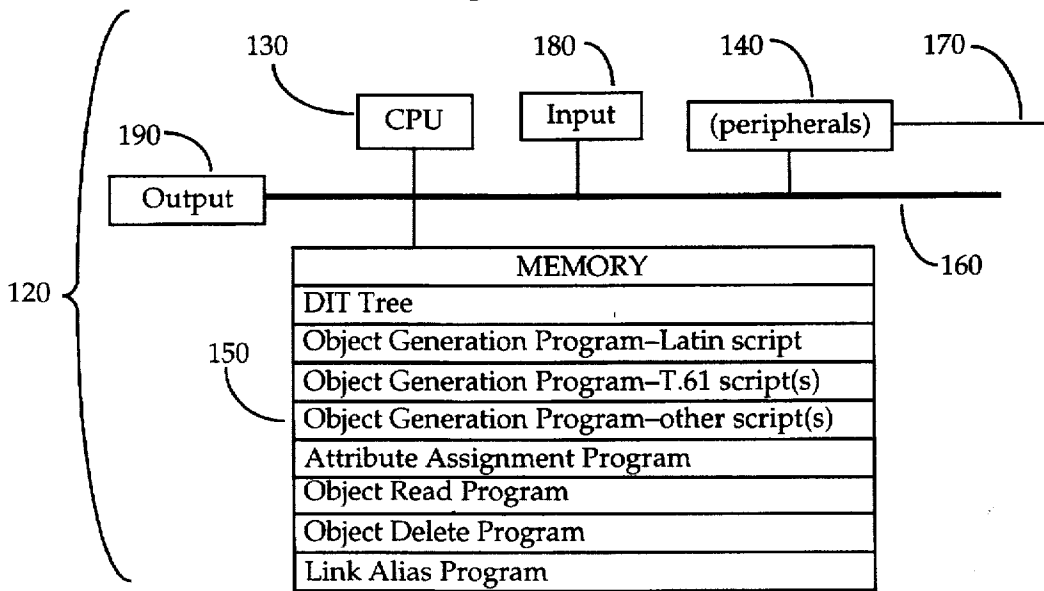 130
180
140
170
CPU
Input
(peripherals)
190
Output
160
120
150
MEMORY
DIT Tree
Object Generation Program–Latin script
Object Generation Program–T.61 script(s)
Object Generation Program–other script(s)
Attribute Assignment Program
Object Read Program
Object Delete Program
Link Alias Program